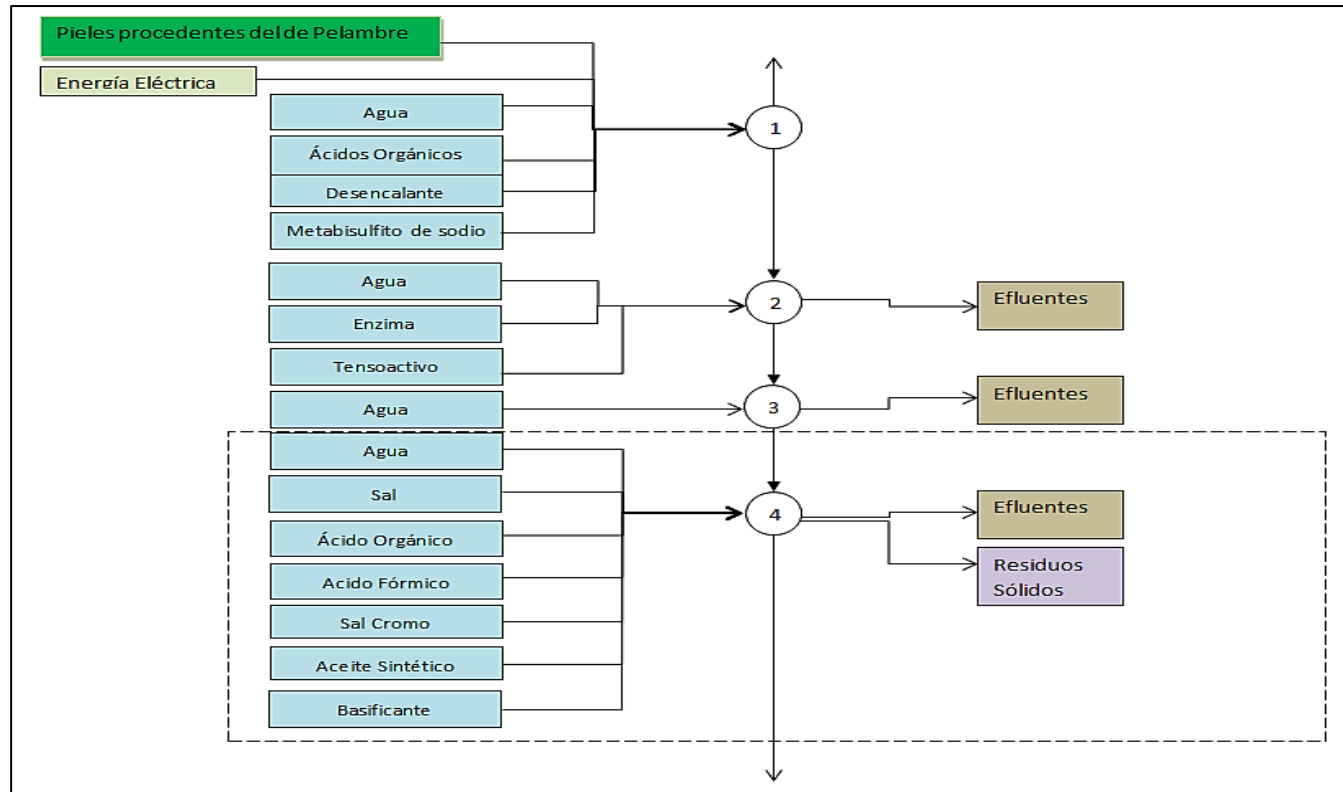 Pieles procedentes del de Pelambre
Energía Eléctrica
Agua
Ácidos Orgánicos
Desencalante
Metabisulfito de sodio
1
Agua
Enzima
Tensoactivo
2
Efluentes
Agua
3
Efluentes
Agua
Sal
Ácido Orgánico
Acido Fórmico
Sal Cromo
Aceite Sintético
Basificante
4
Efluentes
Residuos
Sólidos